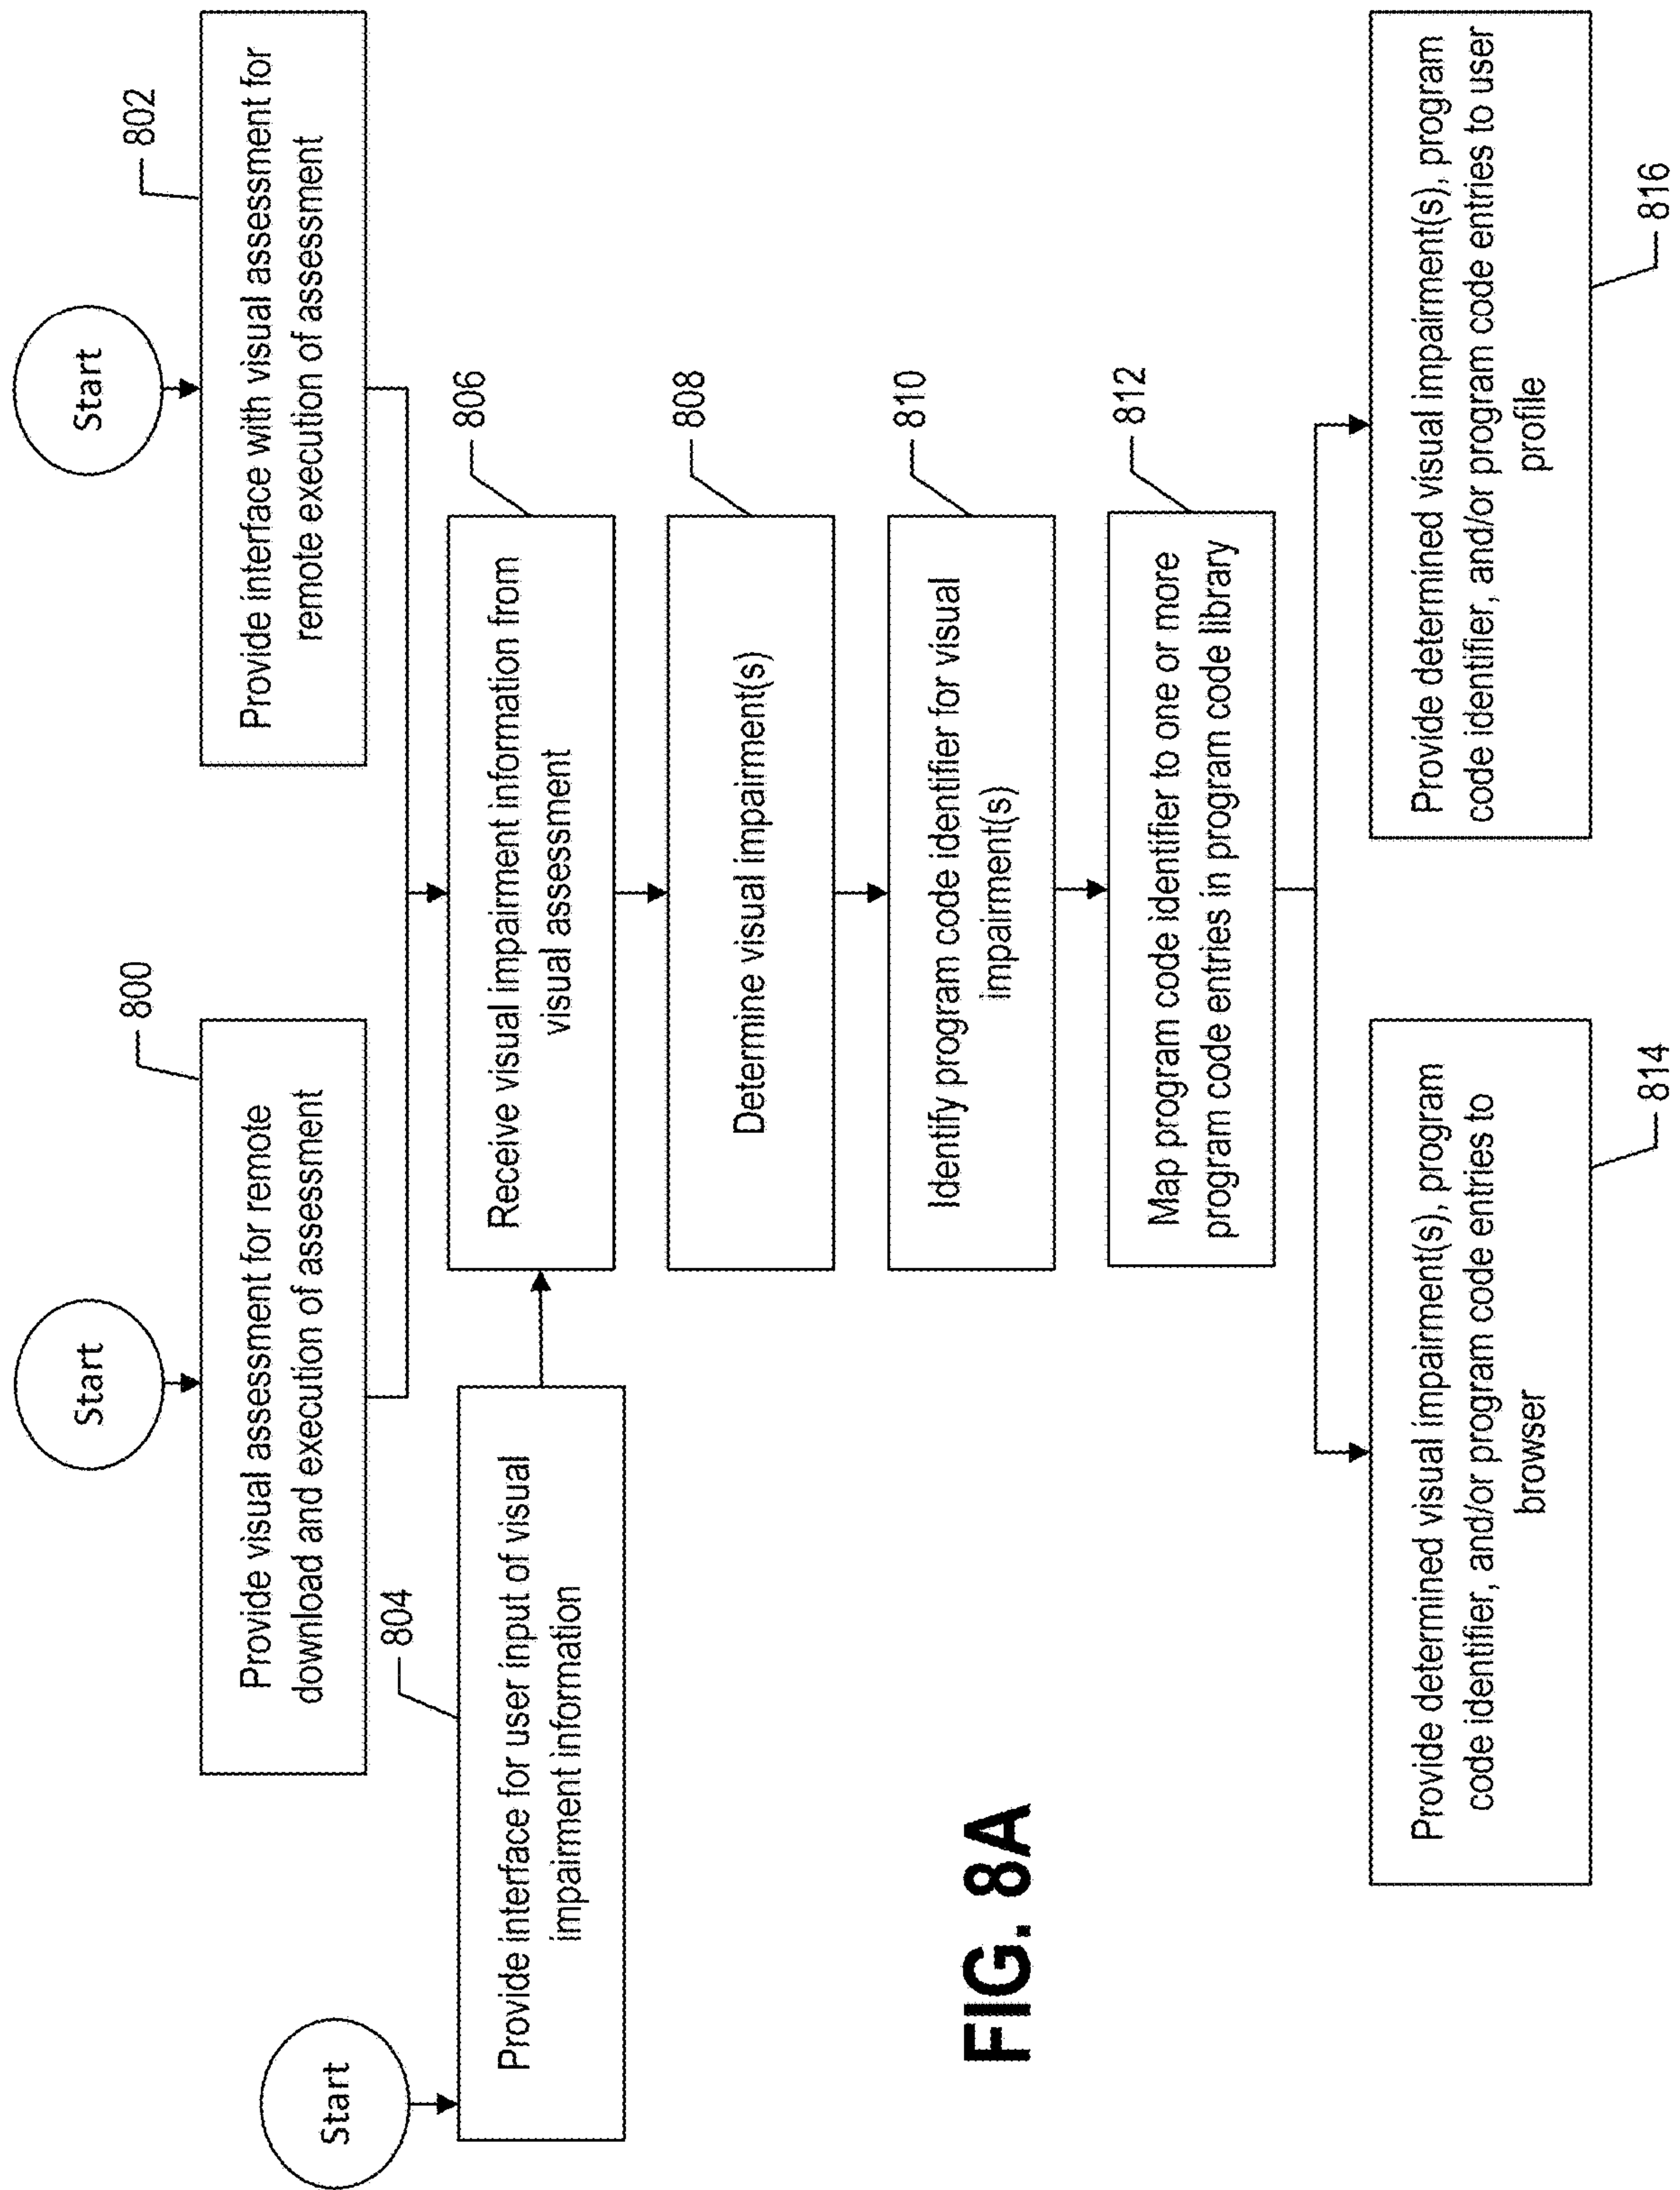 Start
Start
800
802
Provide visual assessment for remote
download and execution of assessment
Provide interface with visual assessment for
remote execution of assessment
Start
804
Provide interface for user input of visual
impairment information
806
Receive visual impairment information from
visual assessment
808
Determine visual impairment(s)
810
Identify program code identifier for visual
impairment(s)
812
Map program code identifier to one or more
program code entries in program code library
Provide determined visual impairment(s), program
code identifier, and/or program code entries to
browser
814
Provide determined visual impairment(s), program
code identifier, and/or program code entries to user
profile
816
FIG. 8A